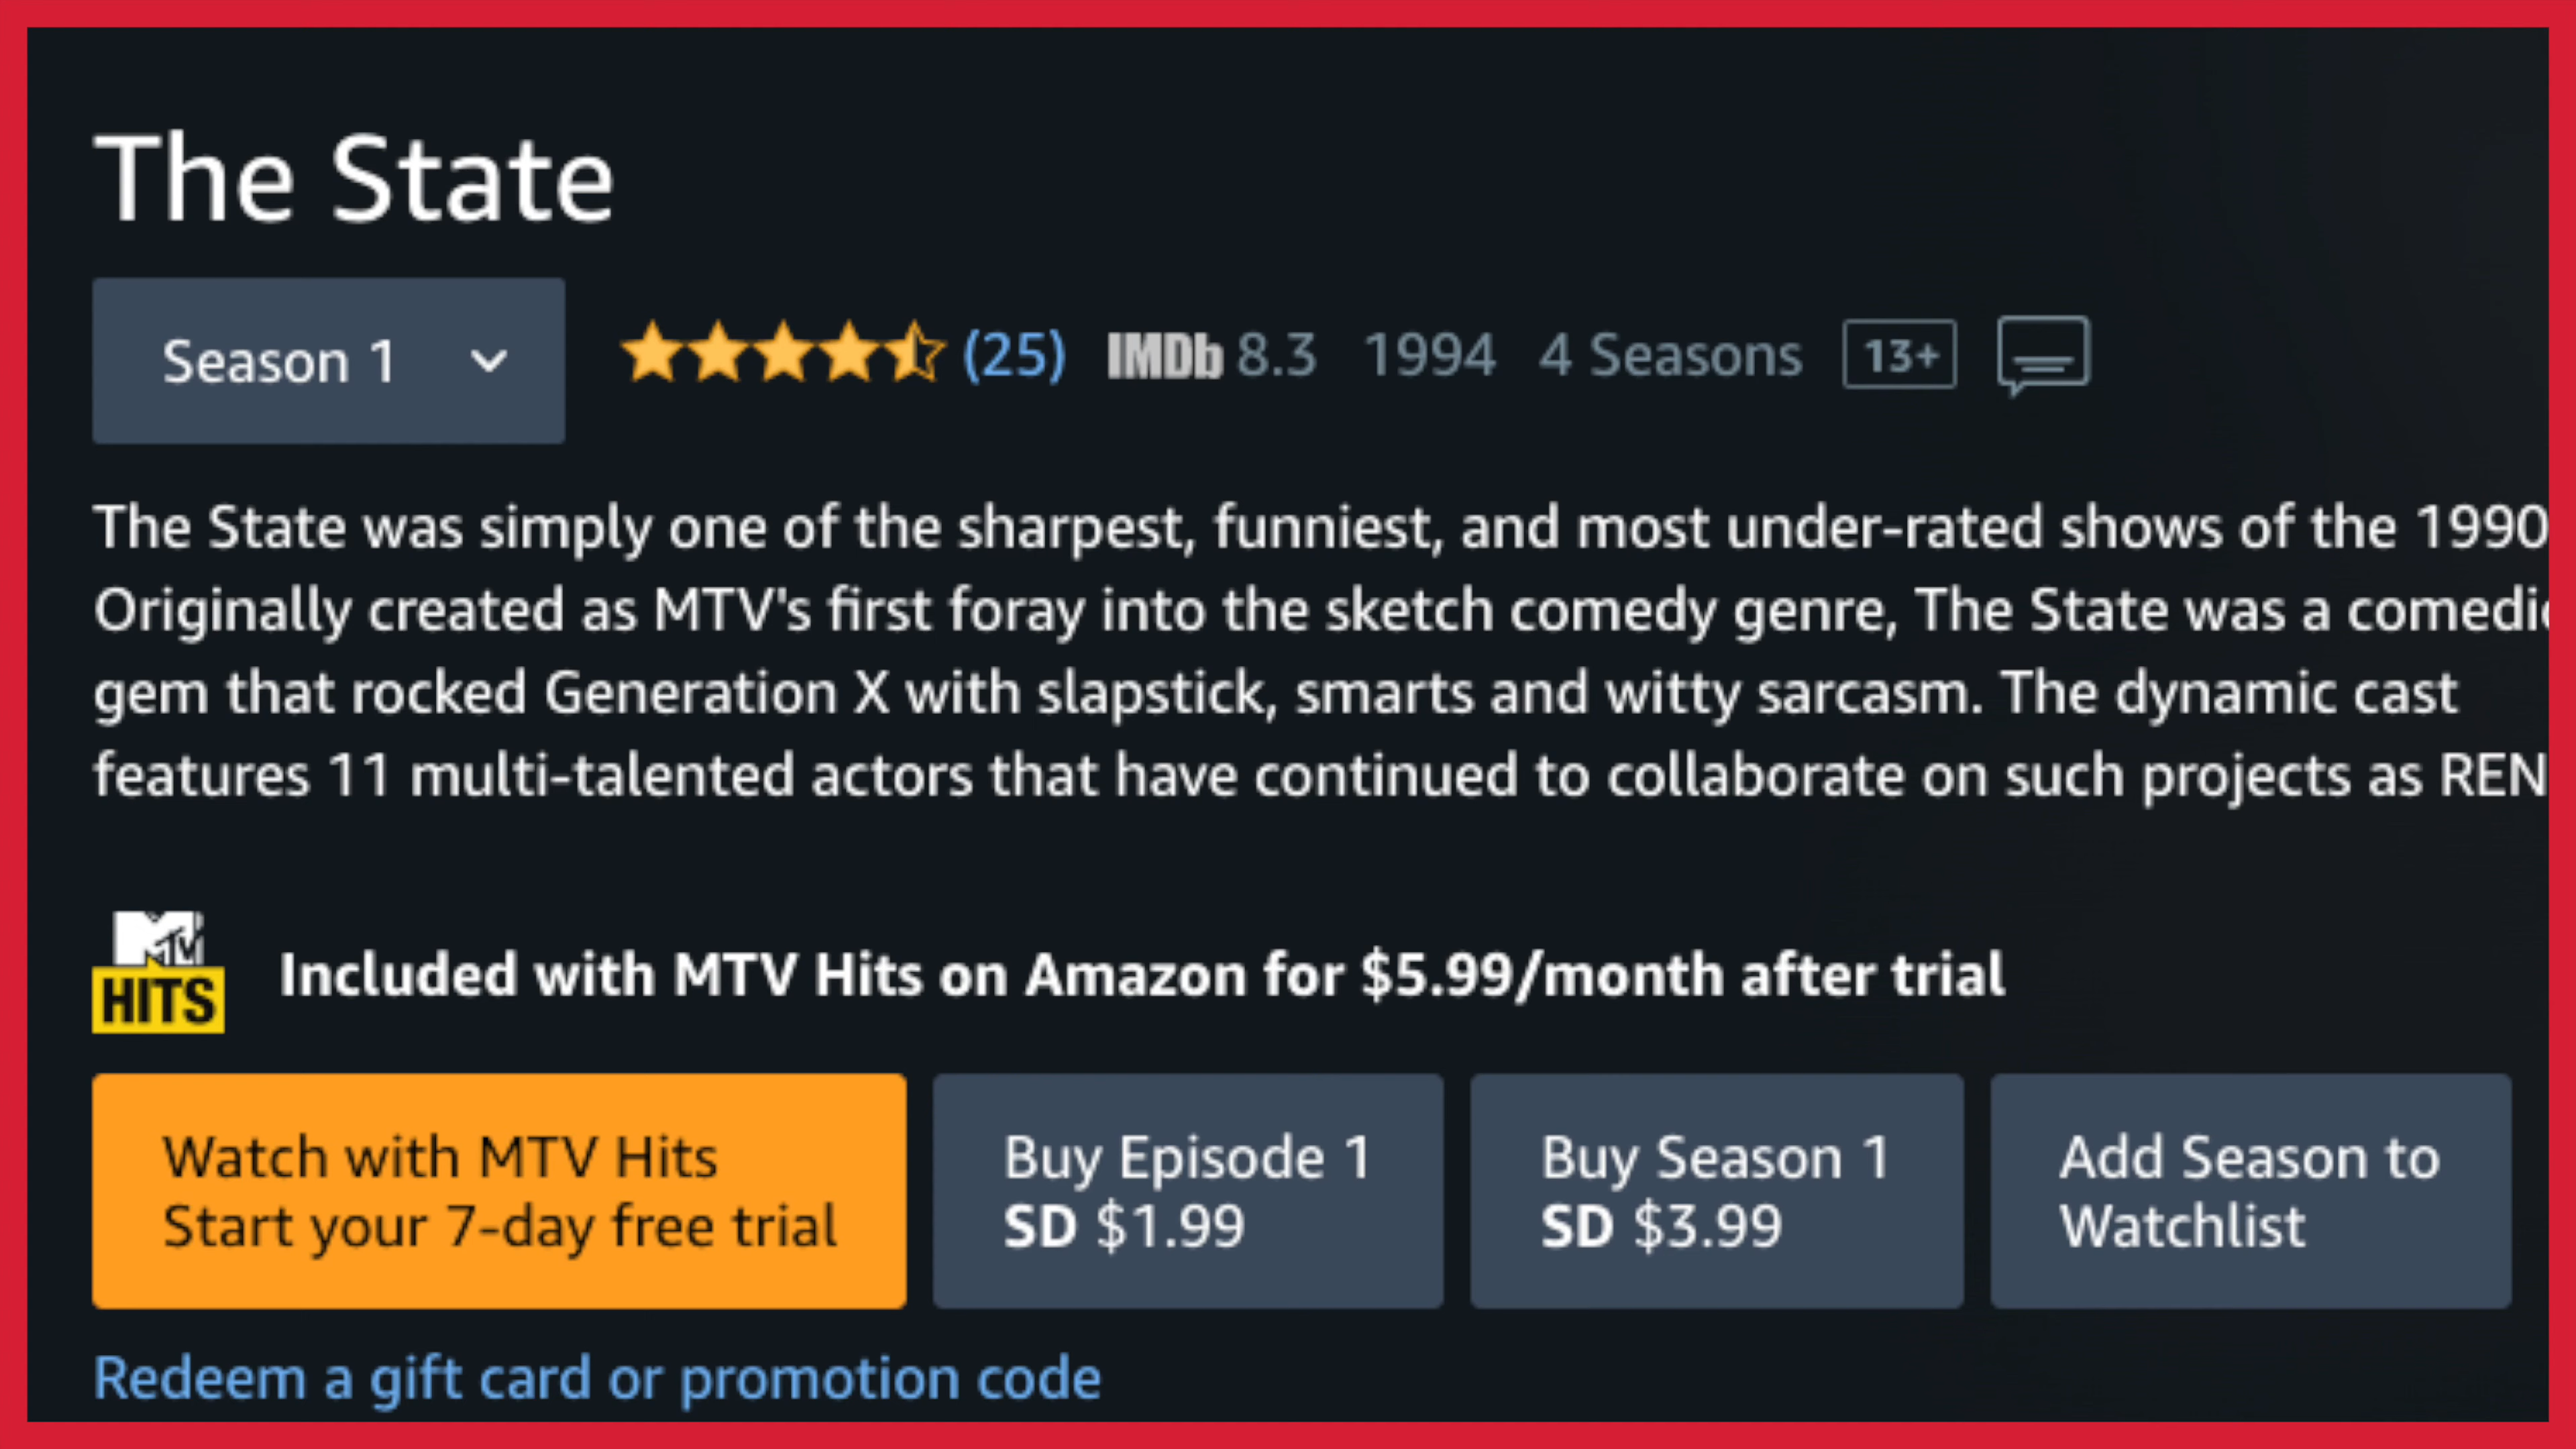 The State
Season 1
(25) IMDb 8.3 1994 4 Seasons 13+
The State was simply one of the sharpest, funniest, and most under-rated shows of the 1990
Originally created as MTV's first foray into the sketch comedy genre, The State was a comedic
gem that rocked Generation X with slapstick, smarts and witty sarcasm. The dynamic cast
features 11 multi-talented actors that have continued to collaborate on such projects as REN
MTV
HITS
Included with MTV Hits on Amazon for $5.99/month after trial
Watch with MTV Hits
Start your 7-day free trial
Buy Episode 1
SD $1.99
Buy Season 1
SD $3.99
Add Season to
Watchlist
Redeem a gift card or promotion code